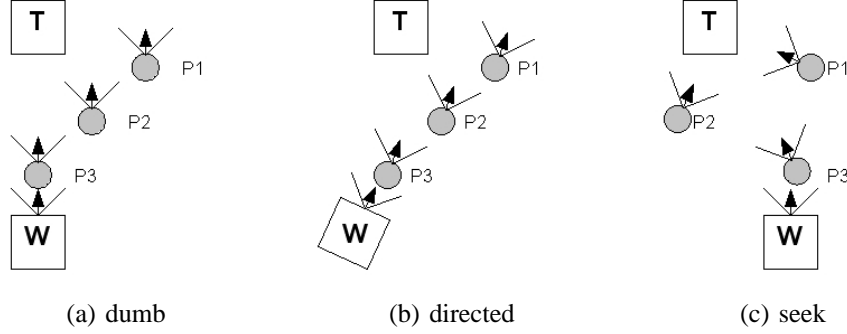 T
P1
P2
P3
W
(a) dumb
T
P1
P2
P3
W
(b) directed
T
P1
P2
P3
W
(c) seek